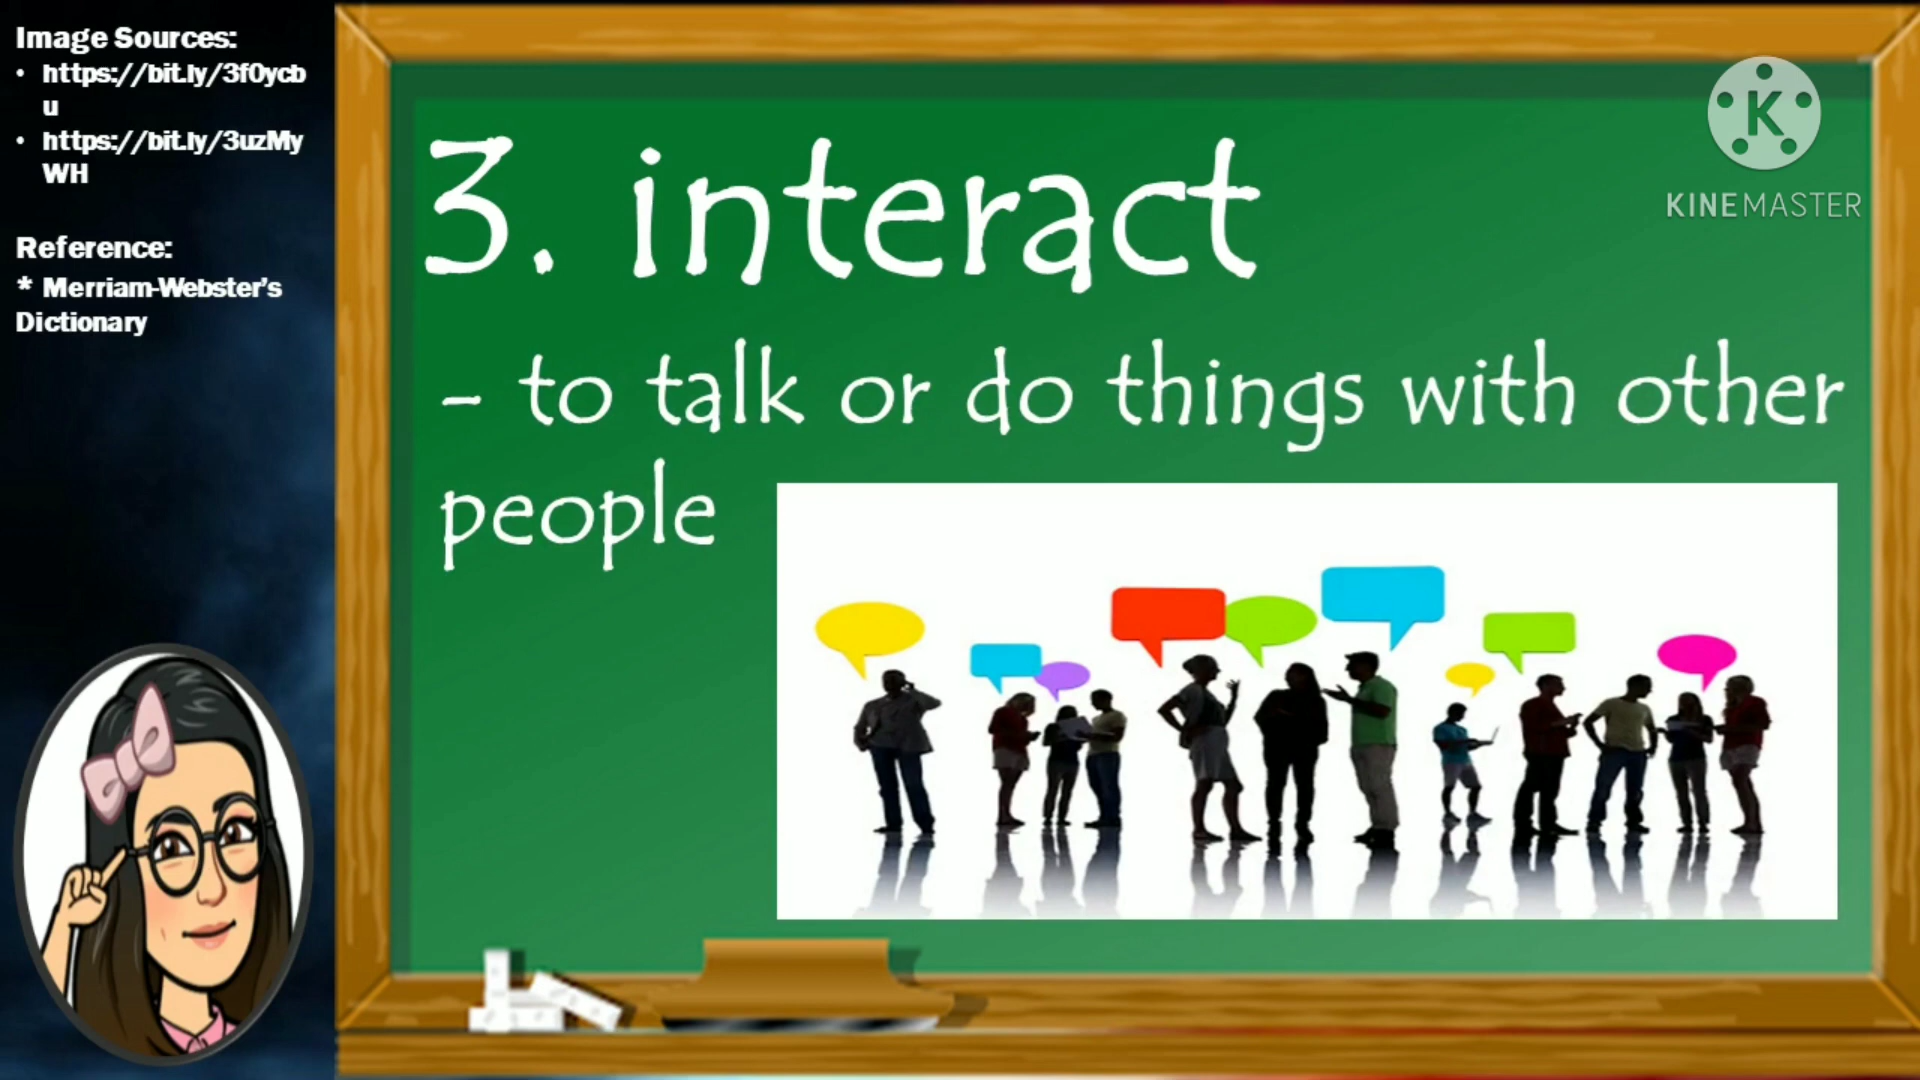 Image Sources:
• https://bit.ly/3f0ycb
u
• https://bit.ly/3uzMy
WH
Reference:
* Merriam-Webster's
Dictionary
3. interact
- to talk or do things with other
people
K
KINEMASTER